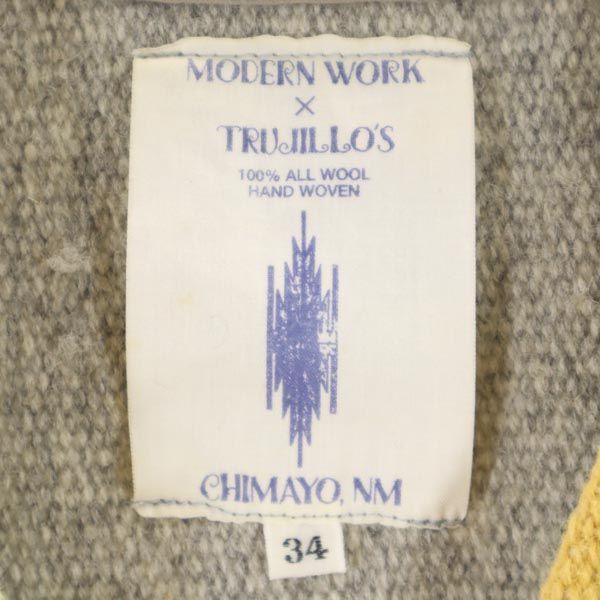 MODERN WORK
×
TRUJILLO'S
100% ALL WOOL
HAND WOVEN
CHIMAYO, NM
34